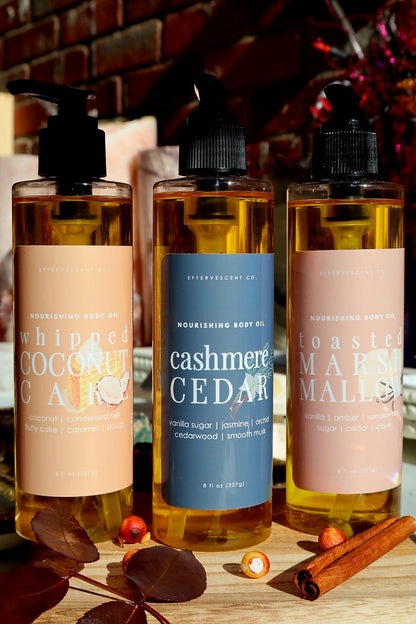 EFFERVESCENT CO.
NOURISHING BODY OIL
whipped
COCONUT
CAKE
coconut | condensed milk
fluffy cake | caramel | dough
8 fl oz (227g)
EFFERVESCENT CO.
NOURISHING BODY OIL
cashmere
CEDAR
vanilla sugar | jasmine | orchid
cedarwood | smooth musk
8 fl oz (227g)
EFFERVESCENT CO.
NOURISHING BODY OIL
toasted
MARSH
MALLOW
vanilla | amber | sandalwood
sugar | cedar | clove
8 fl oz (227g)